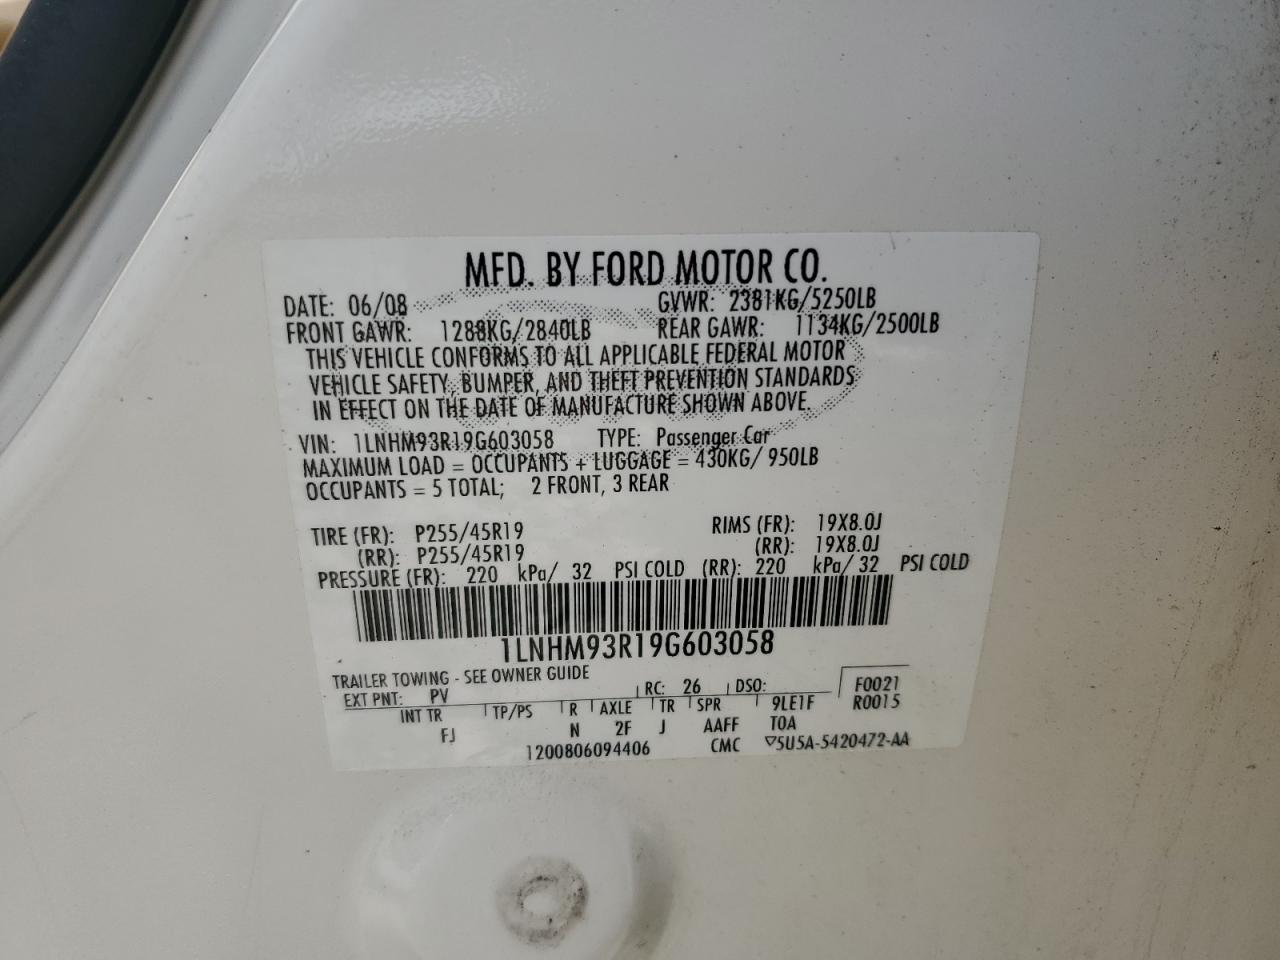 MFD. BY FORD MOTOR CO.
DATE: 06/08 GVWR: 2381KG/5250LB
FRONT GAWR: 1288KG/2840LB REAR GAWR: 1134KG/2500LB
THIS VEHICLE CONFORMS TO ALL APPLICABLE FEDERAL MOTOR
VEHICLE SAFETY, BUMPER, AND THEFT PREVENTION STANDARDS
IN EFFECT ON THE DATE OF MANUFACTURE SHOWN ABOVE.
VIN: 1LNHM93R19G603058 TYPE: Passenger Car
MAXIMUM LOAD = OCCUPANTS + LUGGAGE = 430KG/ 950LB
OCCUPANTS = 5 TOTAL; 2 FRONT, 3 REAR
TIRE (FR): P255/45R19 RIMS (FR): 19X8.0J
(RR): P255/45R19 (RR): 19X8.0J
PRESSURE (FR): 220 kPa/ 32 PSI COLD (RR): 220 kPa/ 32 PSI COLD
1LNHM93R19G603058
TRAILER TOWING - SEE OWNER GUIDE
EXT PNT: PV RC: 26 DSO: F0021
INT TR TP/PS R AXLE TR SPR 9LE1F R0015
FJ N 2F J AAFF TOA
1200806094406 CMC ▽5U5A-5420472-AA